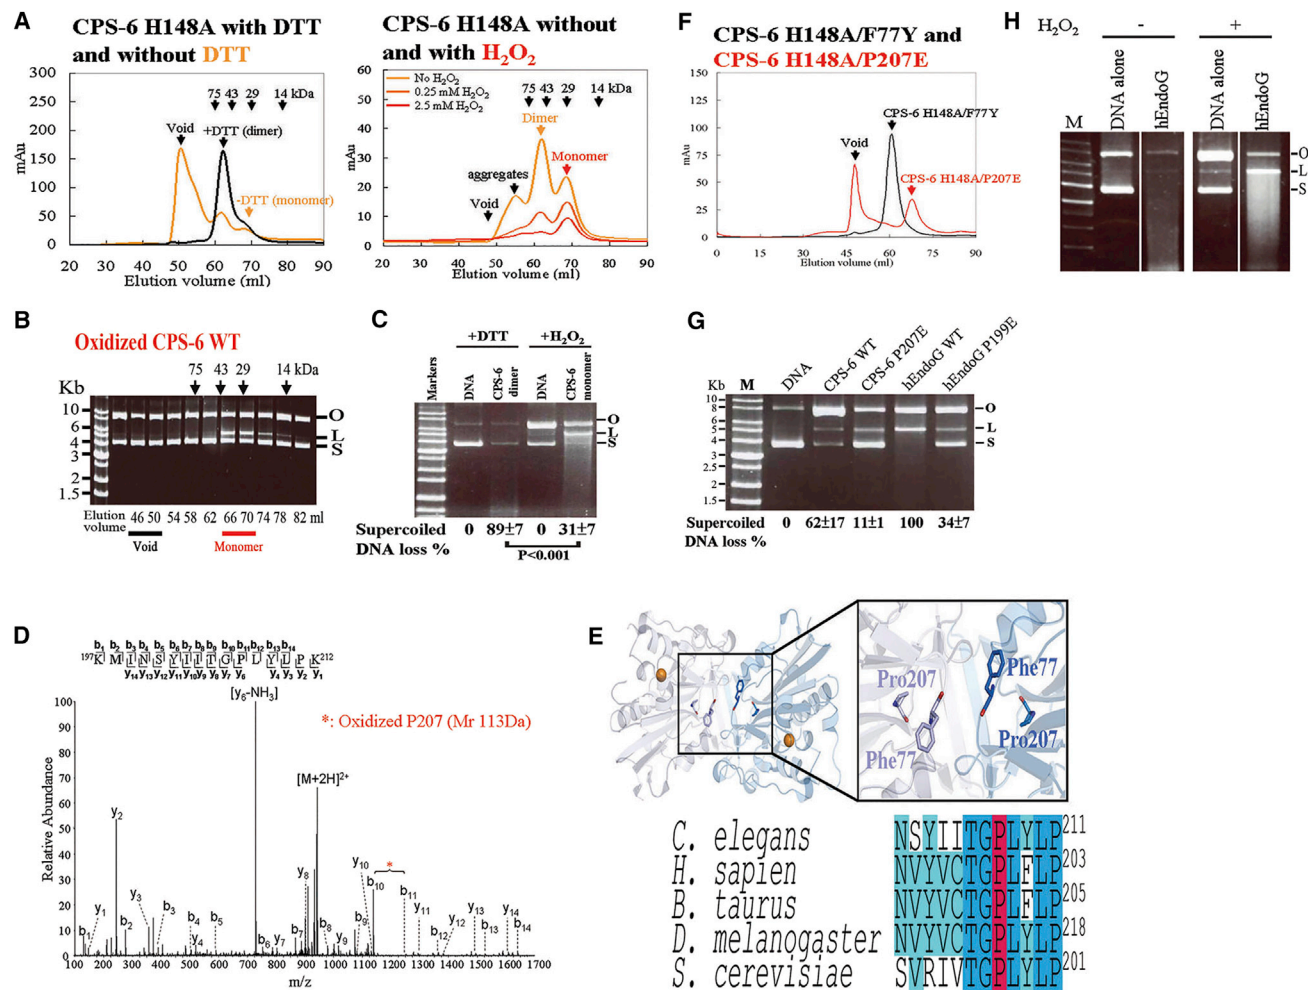 A
CPS-6 H148A with DTT
and without DTT
300
250
200
150
100
50
0
mAu
75 43 29 14 kDa
Void
+DTT (dimer)
-DTT (monomer)
20 30 40 50 60 70 80 90
Elution volume (ml)
CPS-6 H148A without
and with H₂O₂
60
50
40
30
20
10
0
mAu
No H₂O₂
0.25 mM H₂O₂
2.5 mM H₂O₂
75 43 29 14 kDa
Dimer
Monomer
aggregates
Void
20 30 40 50 60 70 80 90
Elution volume (ml)
F
CPS-6 H148A/F77Y and
CPS-6 H148A/P207E
150
125
100
75
50
25
0
mAu
CPS-6 H148A/F77Y
Void
CPS-6 H148A/P207E
0 15 30 45 60 75 90
Elution volume (ml)
H
H₂O₂ - +
M
DNA alone
hEndoG
DNA alone
hEndoG
O
L
S
B
Oxidized CPS-6 WT
75 43 29 14 kDa
Kb
10
6
4
3
2
1.5
O
L
S
Elution volume
46 50 54 58 62 66 70 74 78 82 ml
Void
Monomer
C
+DTT +H₂O₂
Markers
DNA
CPS-6 dimer
DNA
CPS-6 monomer
O
L
S
Supercoiled 0 89±7 0 31±7
DNA loss % P<0.001
G
Kb M
DNA
CPS-6 WT
CPS-6 P207E
hEndoG WT
hEndoG P199E
10
8
6
5
4
3
2.5
2
1.5
O
L
S
Supercoiled 0 62±17 11±1 100 34±7
DNA loss %
D
b₁ b₂ b₃ b₄ b₅ b₆ b₇ b₈ b₉ b₁₀ b₁₁ b₁₂ b₁₃ b₁₄
¹⁹⁷K M I N S Y I I T G P L Y L P K²¹²
y₁₄ y₁₃ y₁₂ y₁₁ y₁₀ y₉ y₈ y₇ y₆ y₄ y₃ y₂ y₁
[y₆-NH₃]
*: Oxidized P207 (Mr 113Da)
[M+2H]²⁺
100
90
80
70
60
50
40
30
20
10
0
Relative Abundance
y₂
y₁
b₁
b₂
y₃
b₃
b₄
y₄
b₅
b₆
y₇
b₇
y₈
b₈
y₉
b₉
y₁₀
b₁₀
*
b₁₁
y₁₁
b₁₂
y₁₂
y₁₃
b₁₃
y₁₄
b₁₄
100 200 300 400 500 600 700 800 900 1000 1100 1200 1300 1400 1500 1600 1700
m/z
E
Pro207
Phe77
Phe77
Pro207
C. elegans NSYIITGPLYLP²¹¹
H. sapien NVYVCTGPLFLP²⁰³
B. taurus NVYVCTGPLFLP²⁰⁵
D. melanogaster NVYVCTGPLYLP²¹⁸
S. cerevisiae SVRIVTGPLYLP²⁰¹